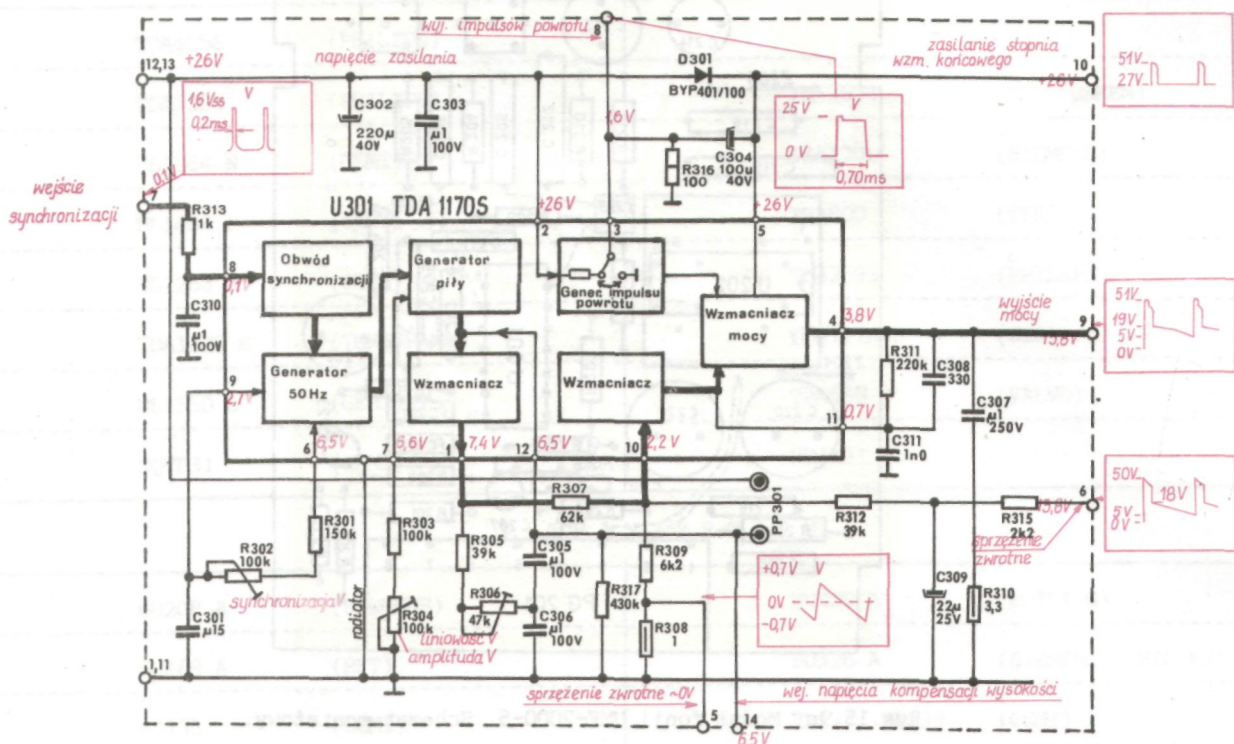 wyj. impulsów powrotu
8
12,13
+26V
napięcie zasilania
D301
BYP401/100
zasilanie stopnia
wzm. końcowego
10
+26V
51V
27V
1,6Vss
V
0,2ms
C302
220µ
40V
C303
µ1
100V
1,6V
R316
100
C304
100u
40V
25V
V
0V
0,70ms
wejście
synchronizacji
0,1V
7
R313
1k
U301 TDA 1170S
+26V
2
3
+26V
5
8
0,1V
Obwód
synchronizacji
Generator
piły
Gener. impulsu
powrotu
Wzmacniacz
mocy
4
3,8V
wyjście
mocy
9
15,8V
51V
19V
5V
0V
C310
µ1
100V
9
2,7V
Generator
50Hz
Wzmacniacz
Wzmacniacz
R311
220k
C308
330
C307
µ1
250V
0,7V
11
C311
1n0
6
6,5V
7
6,6V
1
7,4V
12
6,5V
10
2,2V
R307
62k
PP301
R312
39k
R315
2k2
15,8V
6
sprzężenie
zwrotne
50V
18V
5V
0V
R301
150k
R303
100k
R305
39k
C305
µ1
100V
R309
6k2
R302
100k
synchronizacja V
C301
µ15
radiator
R304
100k
liniowość V
amplituda V
R306
47k
C306
µ1
100V
R317
430k
R308
1
+0,7V
V
0V
-0,7V
C309
22µ
25V
R310
3,3
1,11
sprzężenie zwrotne ~0V
wej. napięcia kompensacji wysokości
5
14
6,5V